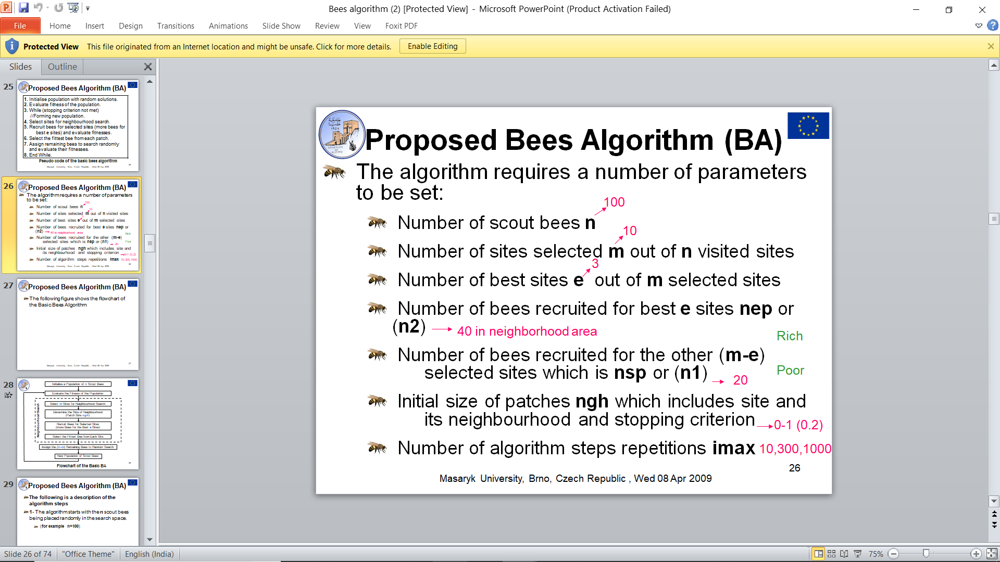 Bees algorithm (2) [Protected View] - Microsoft PowerPoint (Product Activation Failed)
File Home Insert Design Transitions Animations Slide Show Review View Foxit PDF
Protected View This file originated from an Internet location and might be unsafe. Click for more details. Enable Editing
Slides Outline
25
Proposed Bees Algorithm (BA)
1. Initialise population with random solutions.
2. Evaluate fitness of the population.
3. While (stopping criterion not met)
//Forming new population.
4. Select sites for neighbourhood search.
5. Recruit bees for selected sites (more bees for
best e sites) and evaluate fitnesses.
6. Select the fittest bee from each patch.
7. Assign remaining bees to search randomly
and evaluate their fitnesses.
8. End While.
Pseudo code of the basic bees algorithm
Masaryk University, Brno, Czech Republic , Wed 08 Apr 2009
25
26
Proposed Bees Algorithm (BA)
The algorithm requires a number of parameters
to be set:
100
Number of scout bees n
10
Number of sites selected m out of n visited sites
3
Number of best sites e out of m selected sites
Number of bees recruited for best e sites nep or
(n2) 40 in neighborhood area
Rich
Number of bees recruited for the other (m-e)
selected sites which is nsp or (n1) 20
Poor
Initial size of patches ngh which includes site and
its neighbourhood and stopping criterion 0-1 (0.2)
Number of algorithm steps repetitions imax 10,300,1000
Masaryk University, Brno, Czech Republic , Wed 08 Apr 2009
26
27
Proposed Bees Algorithm (BA)
The following figure shows the flowchart of
the Basic Bees Algorithm
Masaryk University, Brno, Czech Republic , Wed 08 Apr 2009
27
28
Initialise a Population of n Scout Bees
Evaluate the Fitness of the Population
Neighbourhood Search
Select m Sites for Neighbourhood Search
Determine the Size of Neighbourhood
(Patch Size ngh)
Recruit Bees for Selected Sites
(more Bees for the Best e Sites)
Select the Fittest Bee from Each Site
Assign the (n–m) Remaining Bees to Random Search
New Population of Scout Bees
Flowchart of the Basic BA
28
29
Proposed Bees Algorithm (BA)
The following is a description of the
algorithm steps
1- The algorithm starts with the n scout bees
being placed randomly in the search space.
(for example n=100)
Proposed Bees Algorithm (BA)
UNIVERSITY
OF ALEPPO
The algorithm requires a number of parameters
to be set:
100
Number of scout bees n
10
Number of sites selected m out of n visited sites
3
Number of best sites e out of m selected sites
Number of bees recruited for best e sites nep or
(n2) 40 in neighborhood area
Rich
Number of bees recruited for the other (m-e)
selected sites which is nsp or (n1) 20
Poor
Initial size of patches ngh which includes site and
its neighbourhood and stopping criterion 0-1 (0.2)
Number of algorithm steps repetitions imax 10,300,1000
26
Masaryk University, Brno, Czech Republic , Wed 08 Apr 2009
Slide 26 of 74 "Office Theme" English (India) 75%